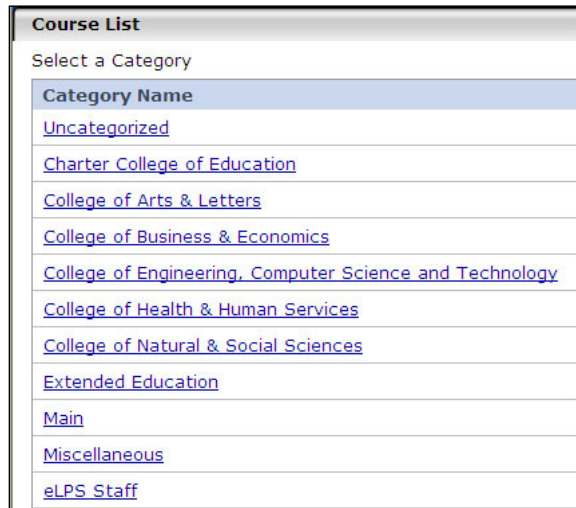 Course List
Select a Category
Category Name
Uncategorized
Charter College of Education
College of Arts & Letters
College of Business & Economics
College of Engineering, Computer Science and Technology
College of Health & Human Services
College of Natural & Social Sciences
Extended Education
Main
Miscellaneous
eLPS Staff